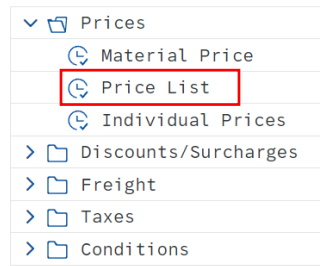 Prices
Material Price
Price List
Individual Prices
Discounts/Surcharges
Freight
Taxes
Conditions